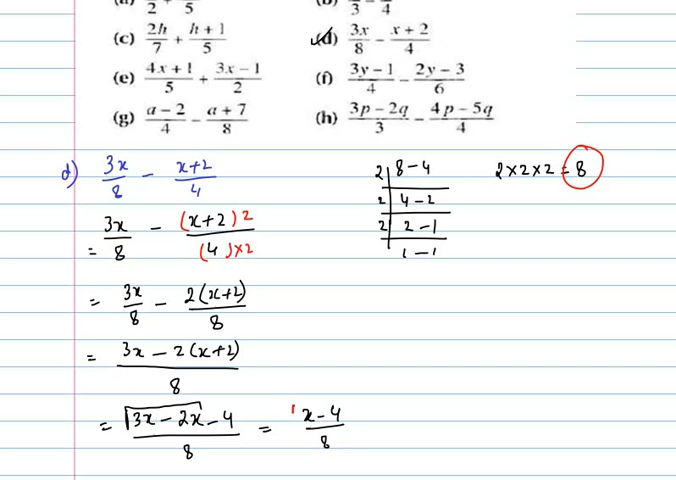 (c) 2h/7 + (h + 1)/5
(d) 3x/8 − (x + 2)/4
(e) (4x + 1)/5 + (3x − 1)/2
(f) (3y − 1)/4 − (2y − 3)/6
(g) (a − 2)/4 − (a + 7)/8
(h) (3p − 2q)/3 − (4p − 5q)/4
d) 3x/8 − (x+2)/4
= 3x/8 − (x+2)2/(4)×2
= 3x/8 − 2(x+2)/8
= (3x − 2(x+2))/8
= (3x − 2x − 4)/8 = (1x − 4)/8
2 | 8 − 4
2 | 4 − 2
2 | 2 − 1
1 − 1
2×2×2 = 8